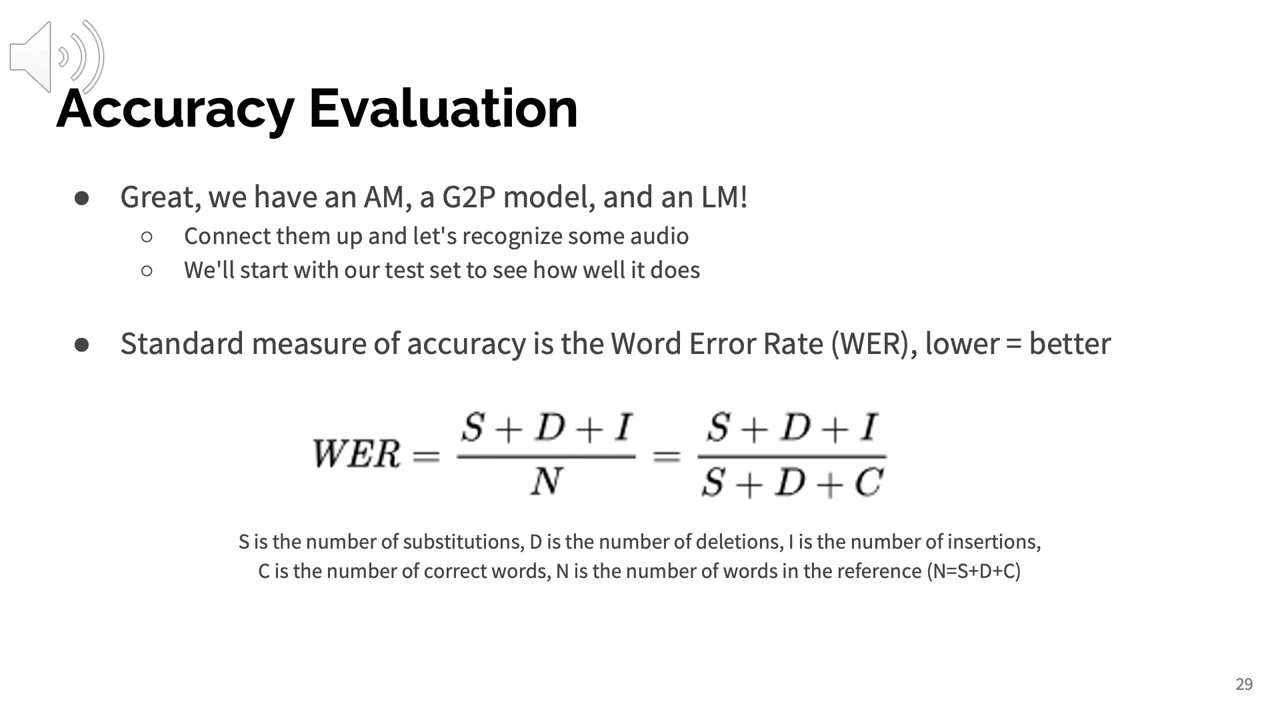 Accuracy Evaluation
● Great, we have an AM, a G2P model, and an LM!
○ Connect them up and let's recognize some audio
○ We'll start with our test set to see how well it does
● Standard measure of accuracy is the Word Error Rate (WER), lower = better
WER = \frac{S + D + I}{N} = \frac{S + D + I}{S + D + C}
S is the number of substitutions, D is the number of deletions, I is the number of insertions,
C is the number of correct words, N is the number of words in the reference (N=S+D+C)
29